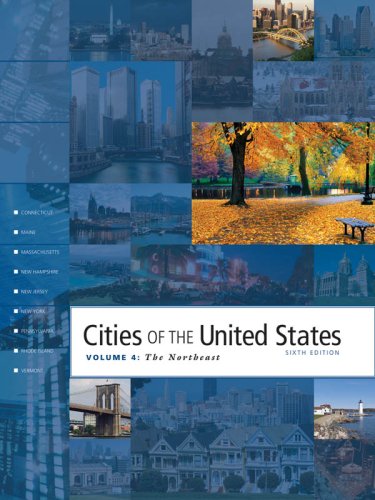 CONNECTICUT
MAINE
MASSACHUSETTS
NEW HAMPSHIRE
NEW JERSEY
NEW YORK
PENNSYLVANIA
RHODE ISLAND
VERMONT
Cities of the United States
SIXTH EDITION
VOLUME 4: The Northeast